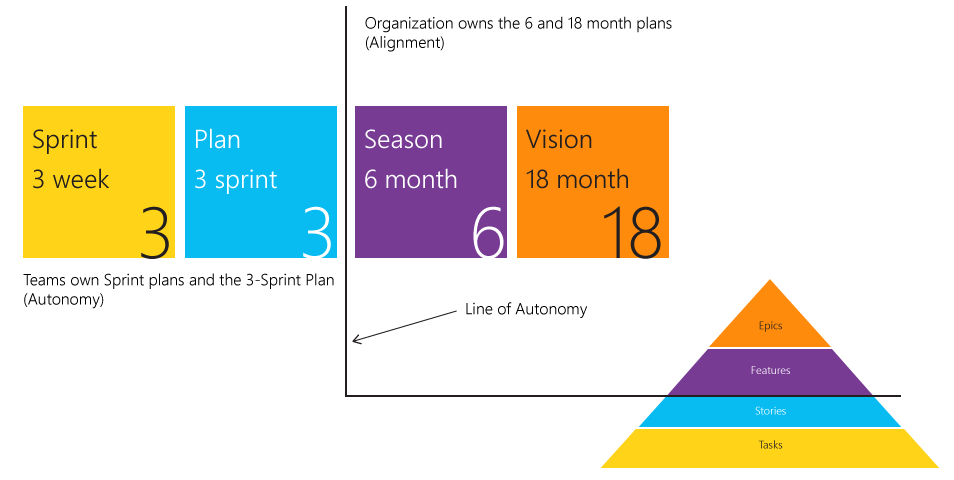 Organization owns the 6 and 18 month plans
(Alignment)
Sprint
3 week
3
Plan
3 sprint
3
Season
6 month
6
Vision
18 month
18
Teams own Sprint plans and the 3-Sprint Plan
(Autonomy)
Line of Autonomy
Epics
Features
Stories
Tasks